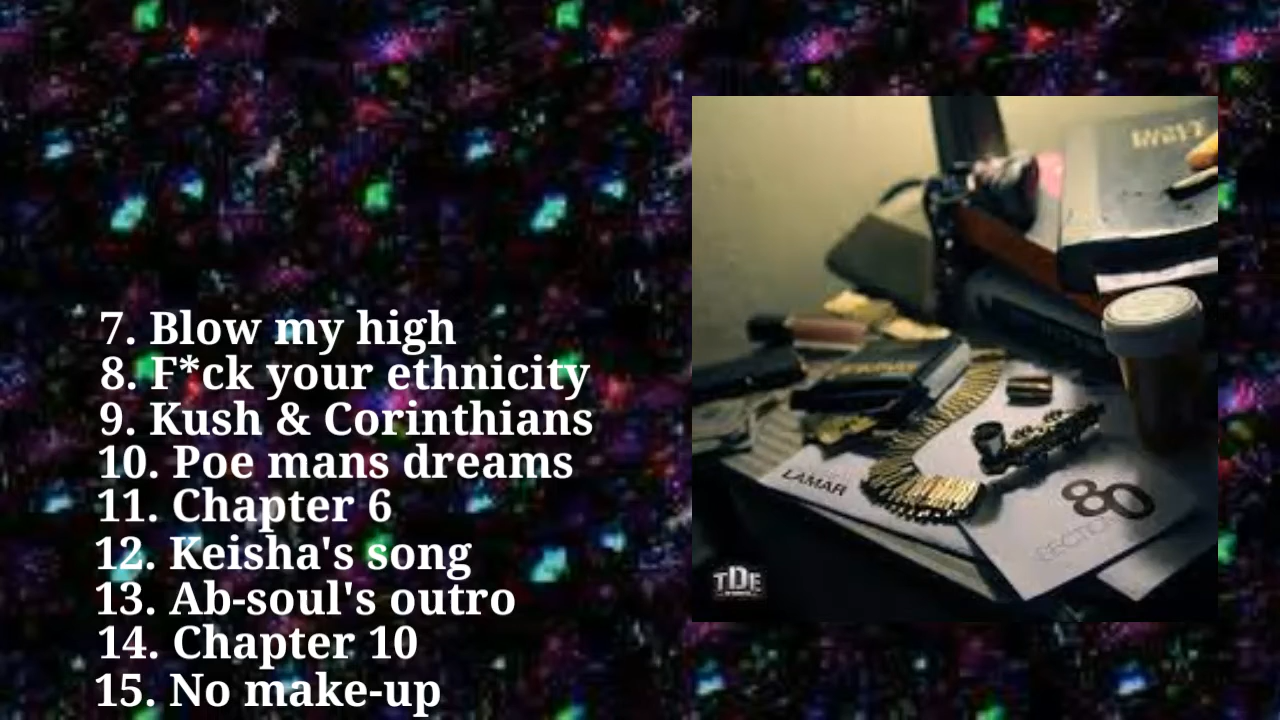 7. Blow my high
8. F*ck your ethnicity
9. Kush & Corinthians
10. Poe mans dreams
11. Chapter 6
12. Keisha's song
13. Ab-soul's outro
14. Chapter 10
15. No make-up
LAMAR
80
SECTION
TDE